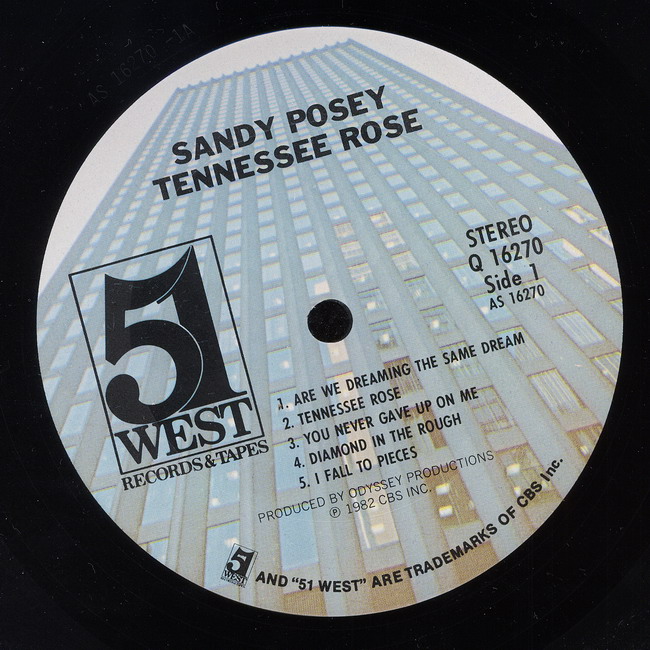 AS 16270 -1A
SANDY POSEY
TENNESSEE ROSE
STEREO
Q 16270
Side 1
AS 16270
51
WEST
RECORDS & TAPES
1. ARE WE DREAMING THE SAME DREAM
2. TENNESSEE ROSE
3. YOU NEVER GAVE UP ON ME
4. DIAMOND IN THE ROUGH
5. I FALL TO PIECES
PRODUCED BY ODYSSEY PRODUCTIONS
℗ 1982 CBS INC.
51 WEST AND "51 WEST" ARE TRADEMARKS OF CBS Inc.